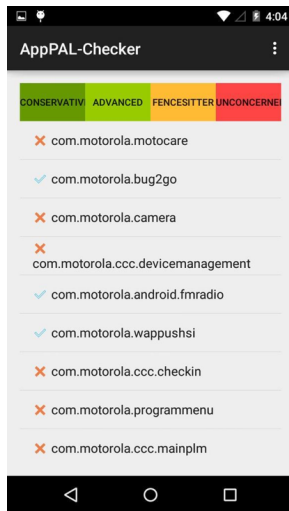 4:04
AppPAL-Checker
CONSERVATIV ADVANCED FENCESITTER UNCONCERNE
com.motorola.motocare
com.motorola.bug2go
com.motorola.camera
com.motorola.ccc.devicemanagement
com.motorola.android.fmradio
com.motorola.wappushsi
com.motorola.ccc.checkin
com.motorola.programmenu
com.motorola.ccc.mainplm